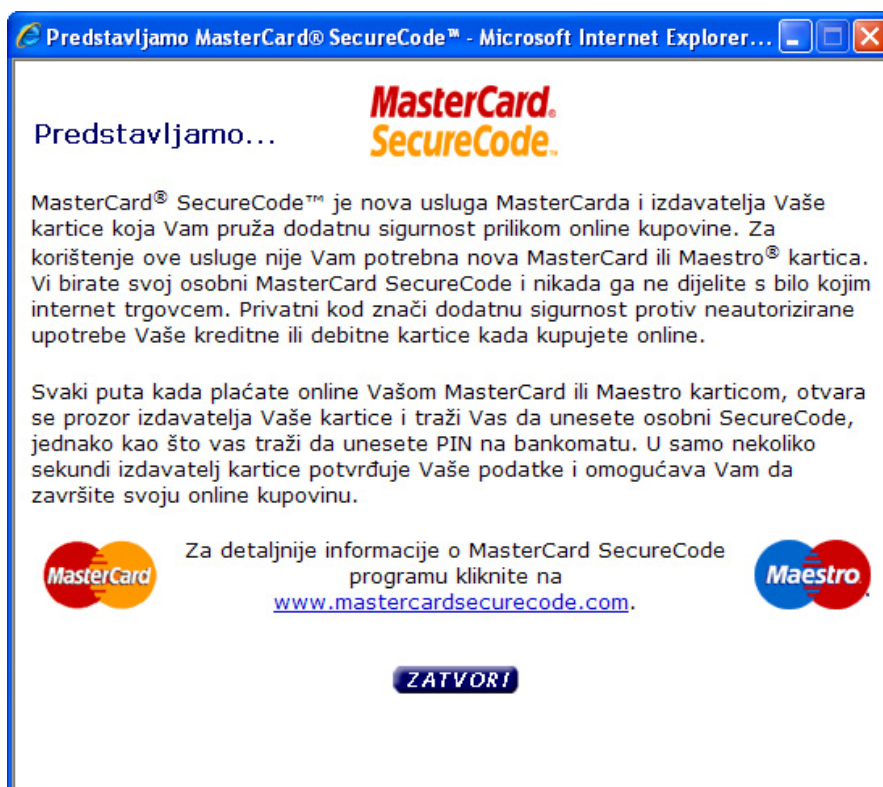 Predstavljamo MasterCard® SecureCode™ - Microsoft Internet Explorer...
MasterCard®
SecureCode™
Predstavljamo...
MasterCard® SecureCode™ je nova usluga MasterCarda i izdavatelja Vaše
kartice koja Vam pruža dodatnu sigurnost prilikom online kupovine. Za
korištenje ove usluge nije Vam potrebna nova MasterCard ili Maestro® kartica.
Vi birate svoj osobni MasterCard SecureCode i nikada ga ne dijelite s bilo kojim
internet trgovcem. Privatni kod znači dodatnu sigurnost protiv neautorizirane
upotrebe Vaše kreditne ili debitne kartice kada kupujete online.
Svaki puta kada plaćate online Vašom MasterCard ili Maestro karticom, otvara
se prozor izdavatelja Vaše kartice i traži Vas da unesete osobni SecureCode,
jednako kao što vas traži da unesete PIN na bankomatu. U samo nekoliko
sekundi izdavatelj kartice potvrđuje Vaše podatke i omogućava Vam da
završite svoju online kupovinu.
MasterCard
Za detaljnije informacije o MasterCard SecureCode
programu kliknite na
www.mastercardsecurecode.com.
Maestro
ZATVORI